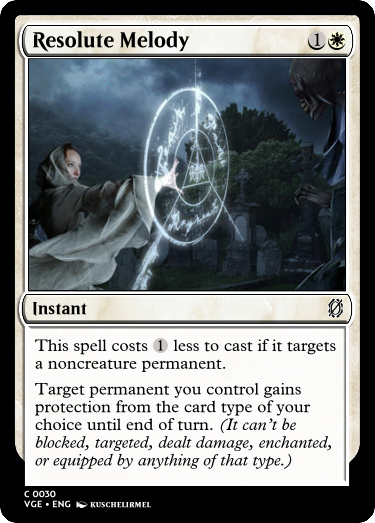 Resolute Melody 1
Instant
This spell costs 1 less to cast if it targets
a noncreature permanent.
Target permanent you control gains
protection from the card type of your
choice until end of turn. (It can't be
blocked, targeted, dealt damage, enchanted,
or equipped by anything of that type.)
C 0030
VGE • ENG KUSCHELIRMEL